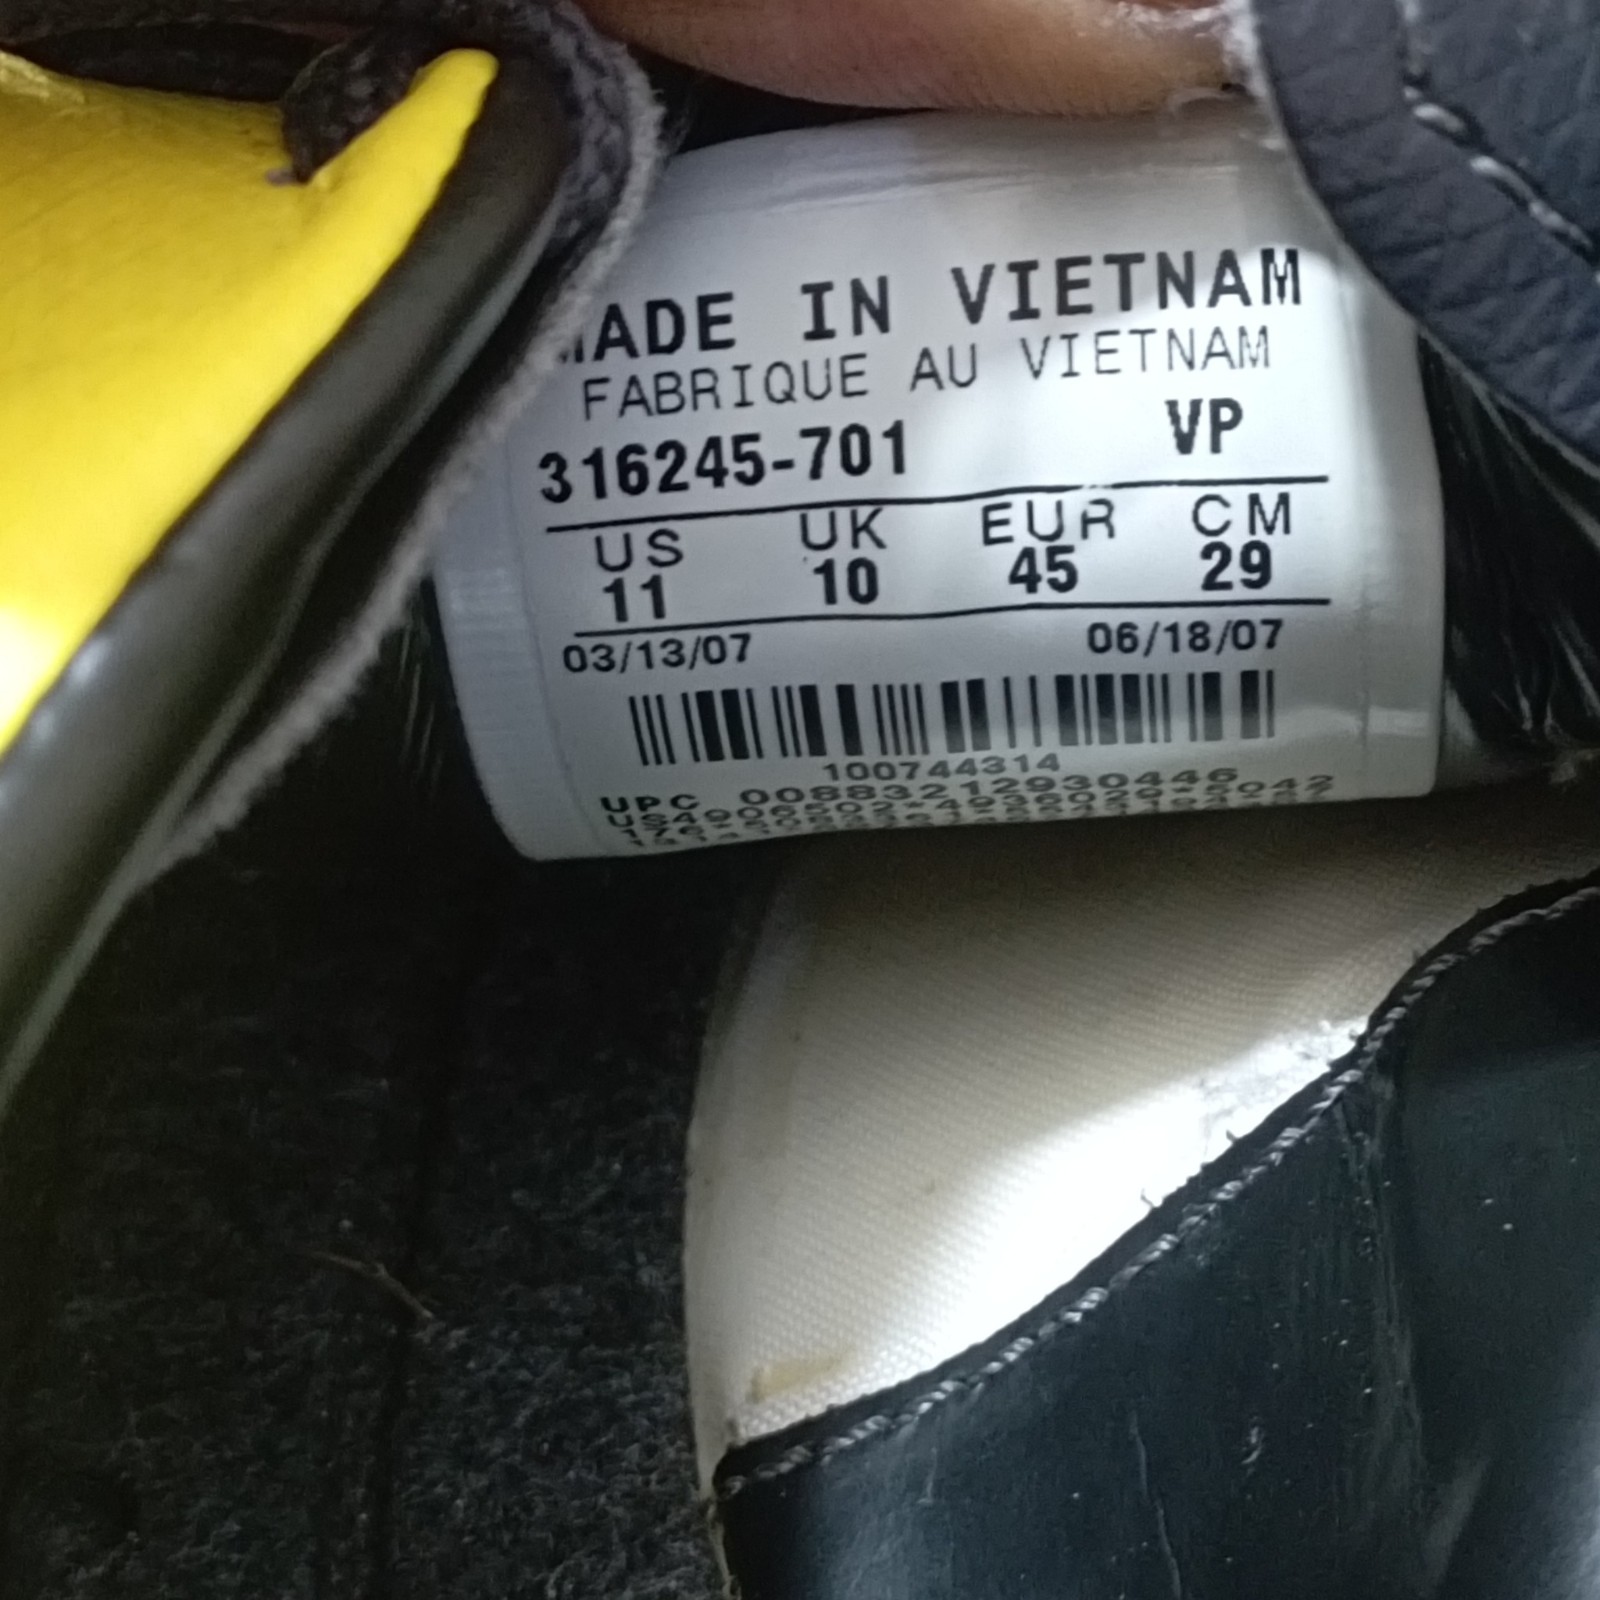 MADE IN VIETNAM
FABRIQUE AU VIETNAM
316245-701 VP
US UK EUR CM
11 10 45 29
03/13/07 06/18/07
100744314
UPC 00883212930446